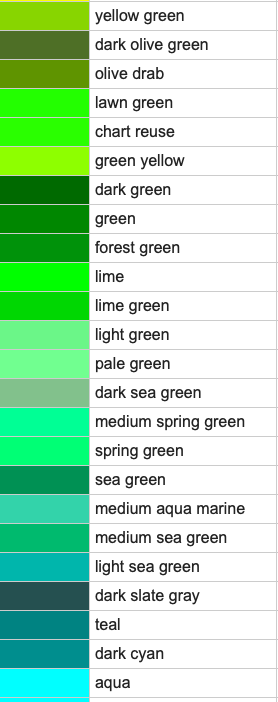 yellow green
dark olive green
olive drab
lawn green
chart reuse
green yellow
dark green
green
forest green
lime
lime green
light green
pale green
dark sea green
medium spring green
spring green
sea green
medium aqua marine
medium sea green
light sea green
dark slate gray
teal
dark cyan
aqua